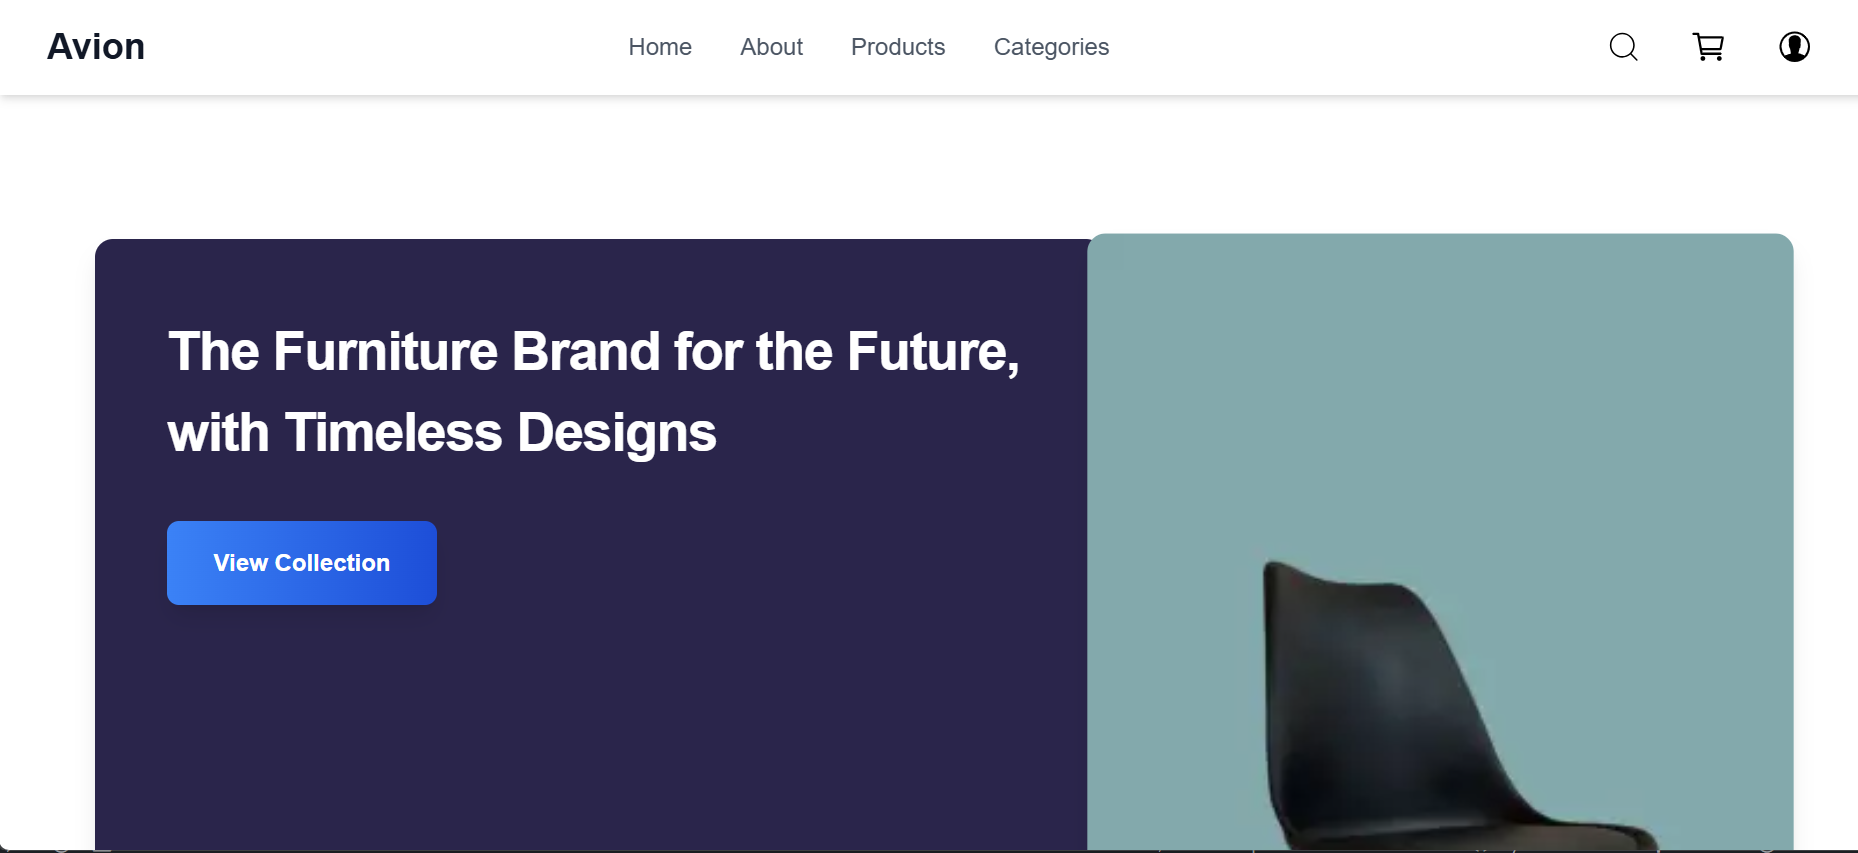 Avion
Home About Products Categories
The Furniture Brand for the Future,
with Timeless Designs
View Collection